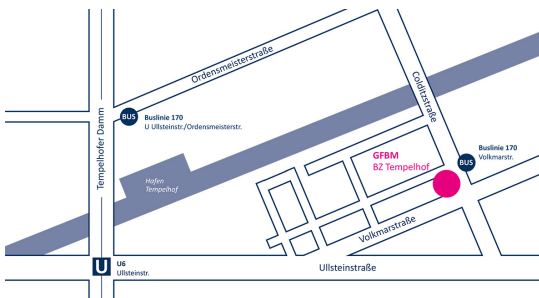 Ordensmeisterstraße
Colditzstraße
Tempelhofer Damm
BUS
Buslinie 170
U Ullsteinstr./Ordensmeisterstr.
Hafen
Tempelhof
GFBM
BZ Tempelhof
BUS
Buslinie 170
Volkmarstr.
Volkmarstraße
U
U6
Ullsteinstr.
Ullsteinstraße